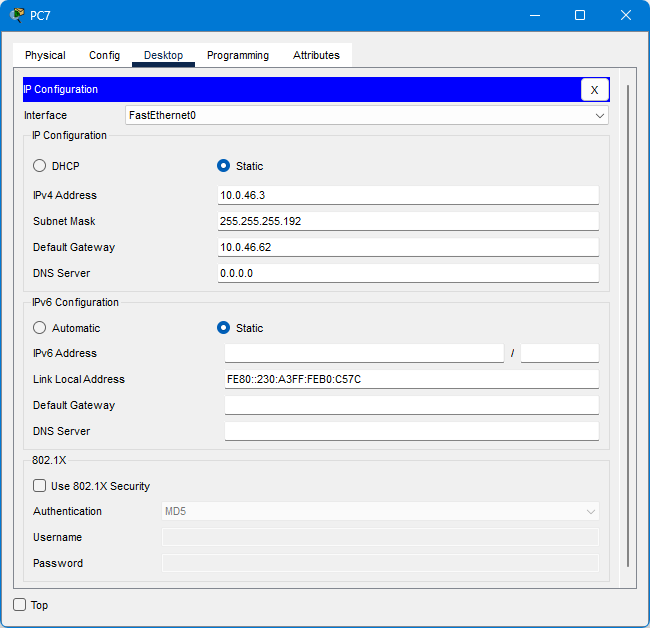 PC7
Physical Config Desktop Programming Attributes
IP Configuration X
Interface FastEthernet0
IP Configuration
DHCP Static
IPv4 Address 10.0.46.3
Subnet Mask 255.255.255.192
Default Gateway 10.0.46.62
DNS Server 0.0.0.0
IPv6 Configuration
Automatic Static
IPv6 Address /
Link Local Address FE80::230:A3FF:FEB0:C57C
Default Gateway
DNS Server
802.1X
Use 802.1X Security
Authentication MD5
Username
Password
Top